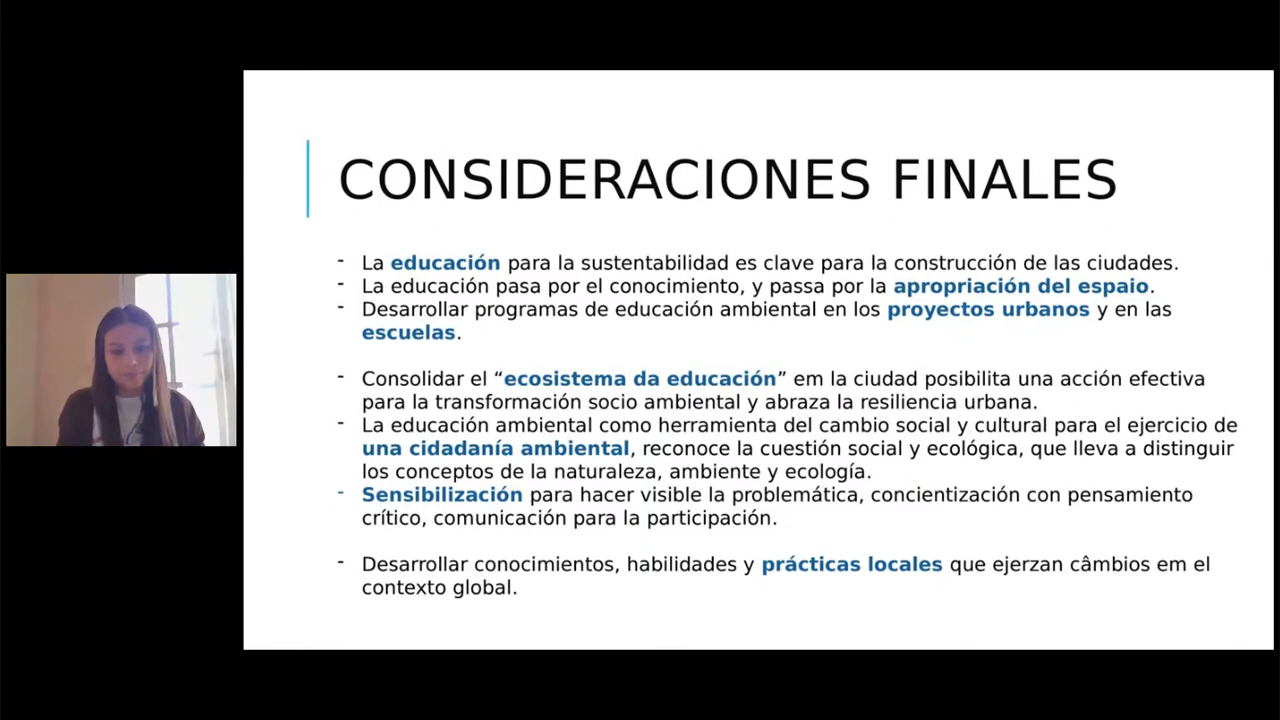 CONSIDERACIONES FINALES
- La educación para la sustentabilidad es clave para la construcción de las ciudades.
- La educación pasa por el conocimiento, y passa por la apropriación del espaio.
- Desarrollar programas de educación ambiental en los proyectos urbanos y en las
escuelas.
- Consolidar el “ecosistema da educación” em la ciudad posibilita una acción efectiva
para la transformación socio ambiental y abraza la resiliencia urbana.
- La educación ambiental como herramienta del cambio social y cultural para el ejercicio de
una cidadanía ambiental, reconoce la cuestión social y ecológica, que lleva a distinguir
los conceptos de la naturaleza, ambiente y ecología.
- Sensibilización para hacer visible la problemática, concientización con pensamiento
crítico, comunicación para la participación.
- Desarrollar conocimientos, habilidades y prácticas locales que ejerzan câmbios em el
contexto global.